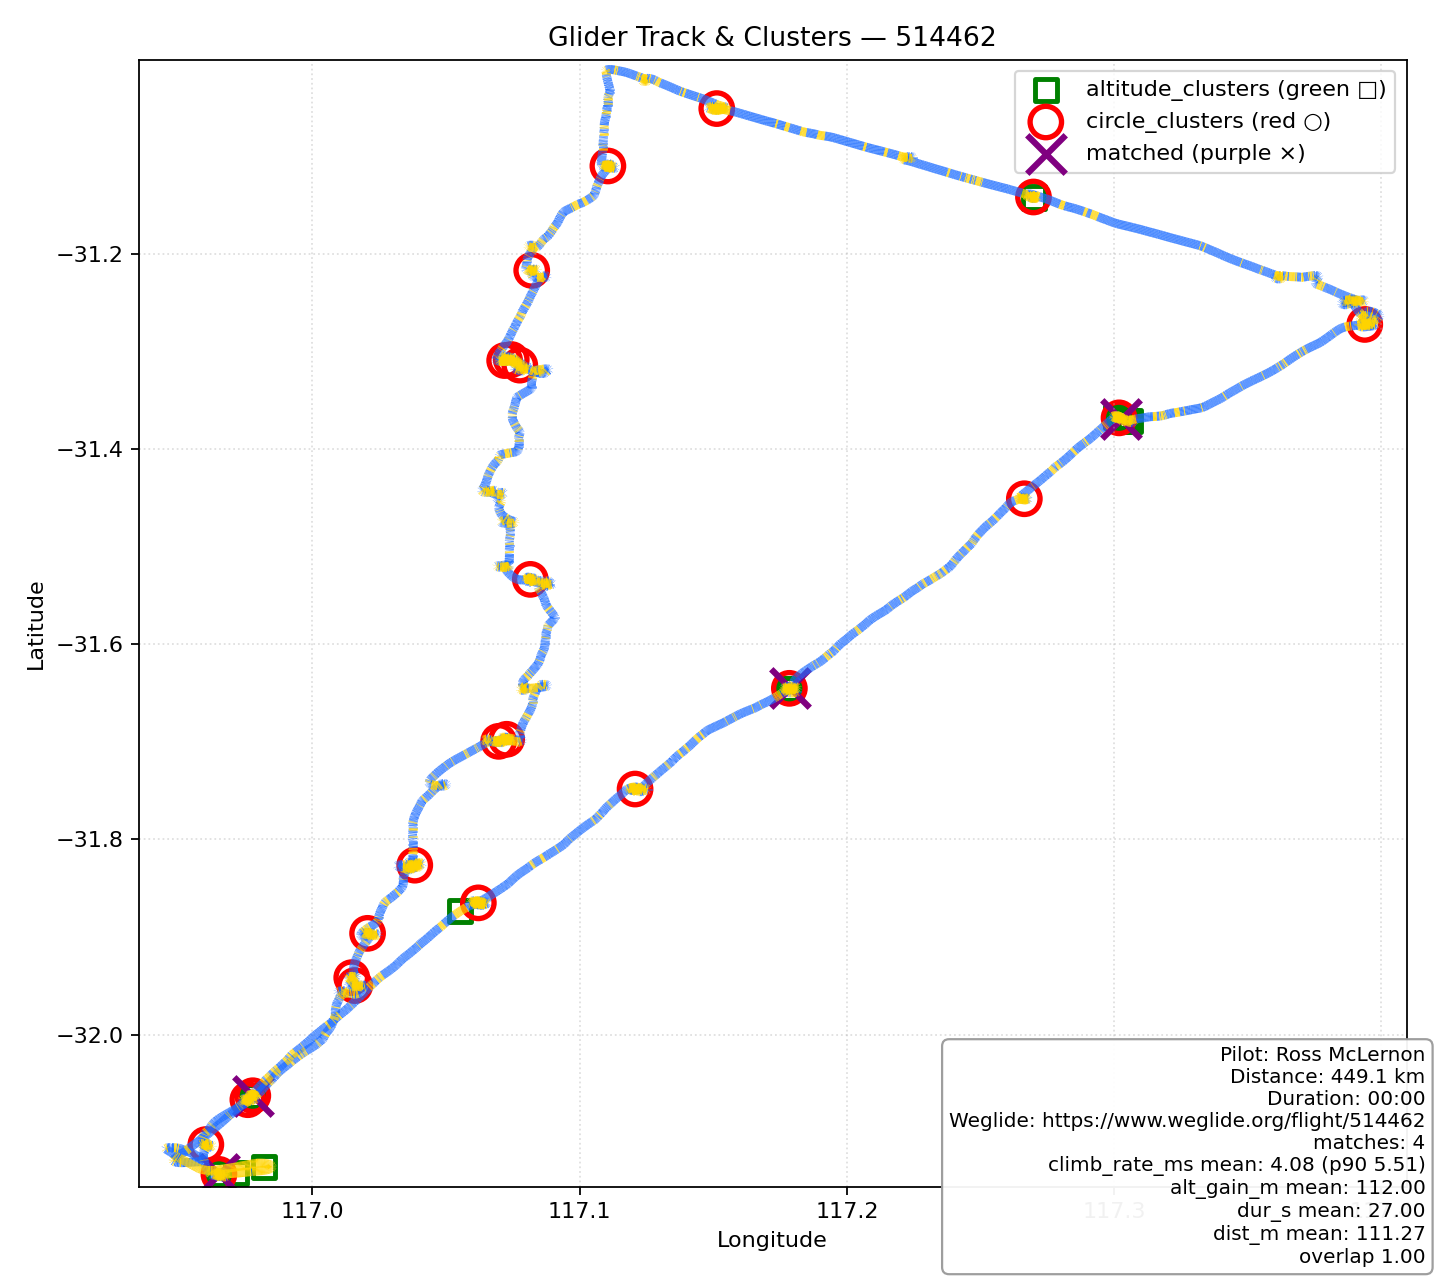 Glider Track & Clusters — 514462
altitude_clusters (green □)
circle_clusters (red ○)
matched (purple ×)
Latitude
−31.2
−31.4
−31.6
−31.8
−32.0
117.0
117.1
117.2
117.3
Longitude
Pilot: Ross McLernon
Distance: 449.1 km
Duration: 00:00
Weglide: https://www.weglide.org/flight/514462
matches: 4
climb_rate_ms mean: 4.08 (p90 5.51)
alt_gain_m mean: 112.00
dur_s mean: 27.00
dist_m mean: 111.27
overlap 1.00